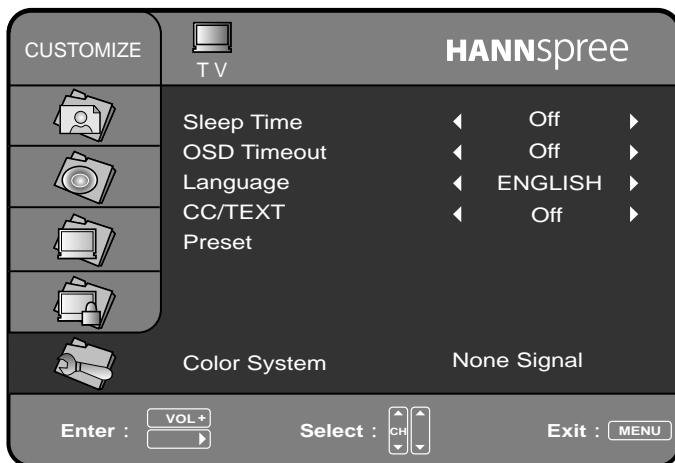 CUSTOMIZE
TV
HANNspree
Sleep Time Off
OSD Timeout Off
Language ENGLISH
CC/TEXT Off
Preset
Color System None Signal
Enter : VOL+ Select : CH Exit : MENU